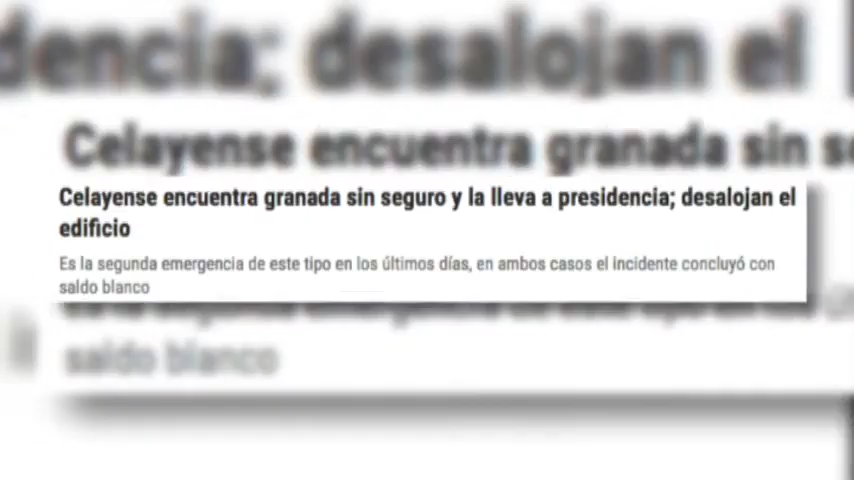 dencia; desalojan el
Celayense encuentra granada sin se
Celayense encuentra granada sin seguro y la lleva a presidencia; desalojan el
edificio
Es la segunda emergencia de este tipo en los últimos días, en ambos casos el incidente concluyó con
saldo blanco
saldo blanco